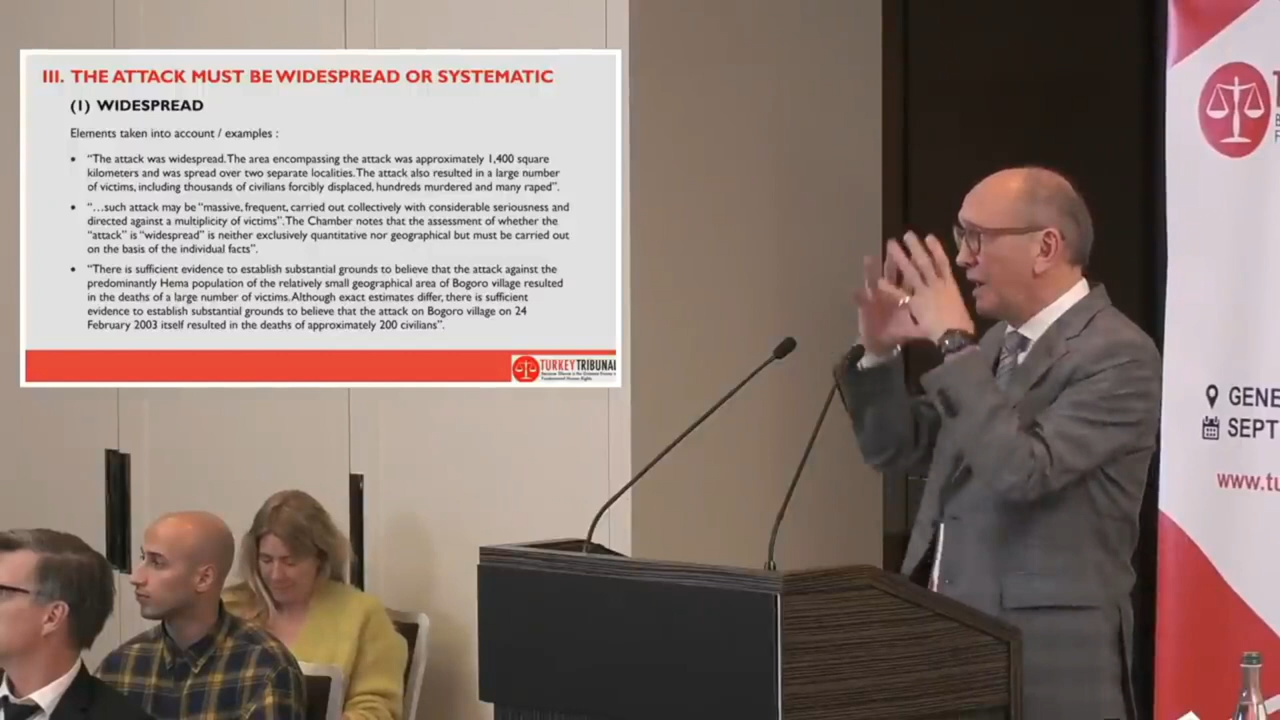 III. THE ATTACK MUST BE WIDESPREAD OR SYSTEMATIC
(1) WIDESPREAD
Elements taken into account / examples :
• “The attack was widespread. The area encompassing the attack was approximately 1,400 square
kilometers and was spread over two separate localities. The attack also resulted in a large number
of victims, including thousands of civilians forcibly displaced, hundreds murdered and many raped”.
• “…such attack may be “massive, frequent, carried out collectively with considerable seriousness and
directed against a multiplicity of victims”. The Chamber notes that the assessment of whether the
“attack” is “widespread” is neither exclusively quantitative nor geographical but must be carried out
on the basis of the individual facts”.
• “There is sufficient evidence to establish substantial grounds to believe that the attack against the
predominantly Hema population of the relatively small geographical area of Bogoro village resulted
in the deaths of a large number of victims. Although exact estimates differ, there is sufficient
evidence to establish substantial grounds to believe that the attack on Bogoro village on 24
February 2003 itself resulted in the deaths of approximately 200 civilians”.
TURKEY TRIBUNAL
Fundamental Human Rights
GENE
SEPT
www.tu